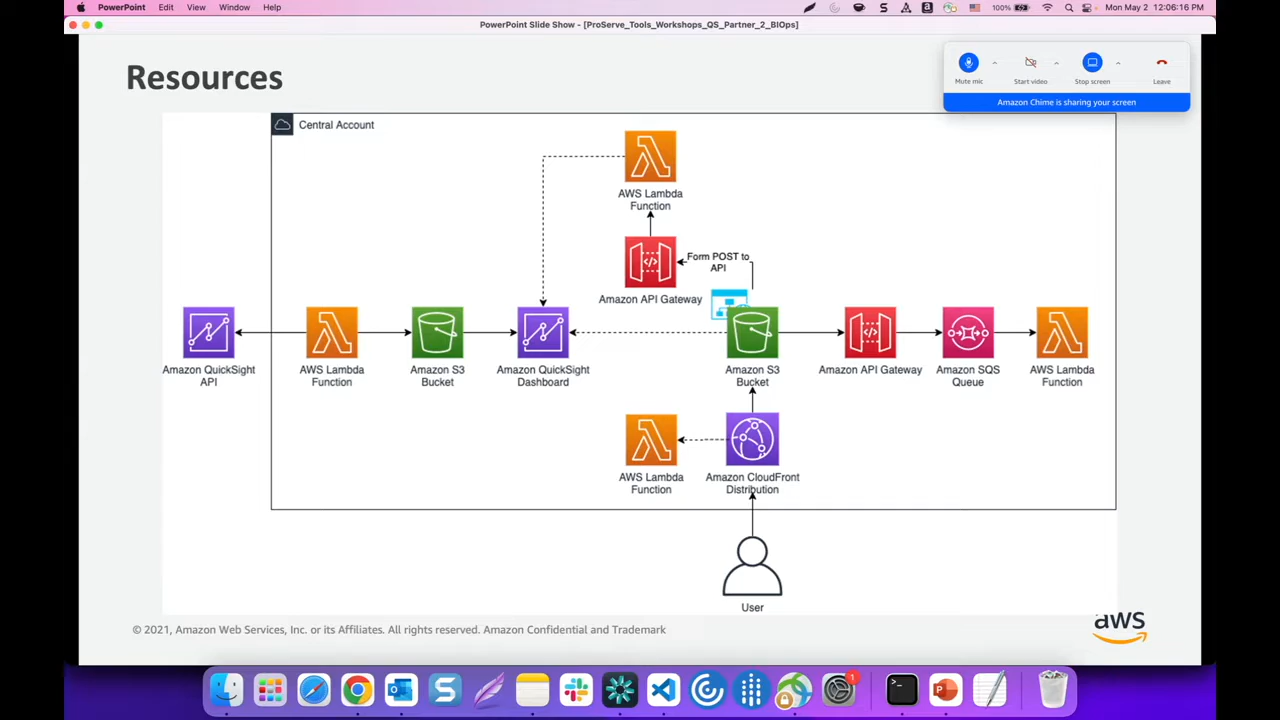 PowerPoint Edit View Window Help
100% Mon May 2 12:06:16 PM
PowerPoint Slide Show - [ProServe_Tools_Workshops_QS_Partner_2_BIOps]
Resources
Mute mic Start video Stop screen Leave
Amazon Chime is sharing your screen
Central Account
AWS Lambda
Function
Form POST to
API
Amazon API Gateway
Amazon QuickSight
API
AWS Lambda
Function
Amazon S3
Bucket
Amazon QuickSight
Dashboard
Amazon S3
Bucket
Amazon API Gateway
Amazon SQS
Queue
AWS Lambda
Function
AWS Lambda
Function
Amazon CloudFront
Distribution
User
© 2021, Amazon Web Services, Inc. or its Affiliates. All rights reserved. Amazon Confidential and Trademark
aws
1